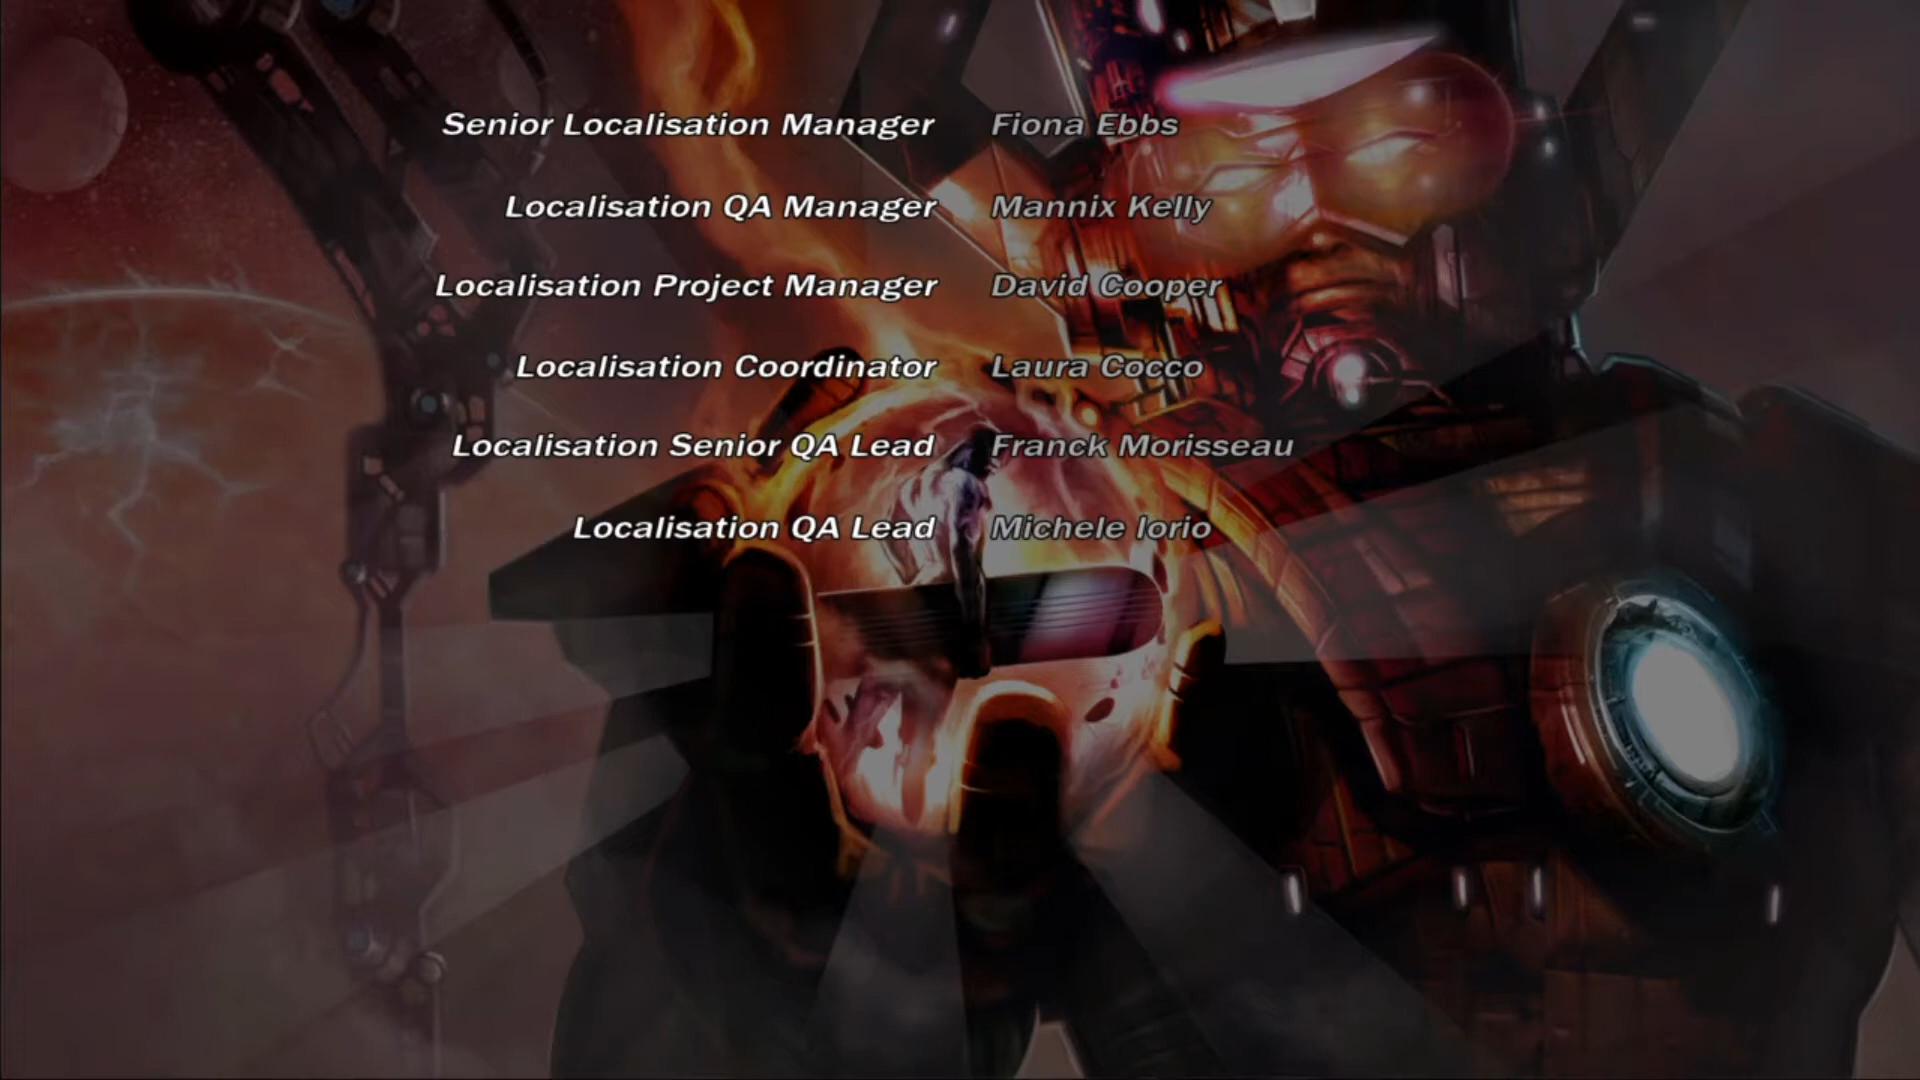 Senior Localisation Manager Fiona Ebbs
Localisation QA Manager Mannix Kelly
Localisation Project Manager David Cooper
Localisation Coordinator Laura Cocco
Localisation Senior QA Lead Franck Morisseau
Localisation QA Lead Michele Iorio